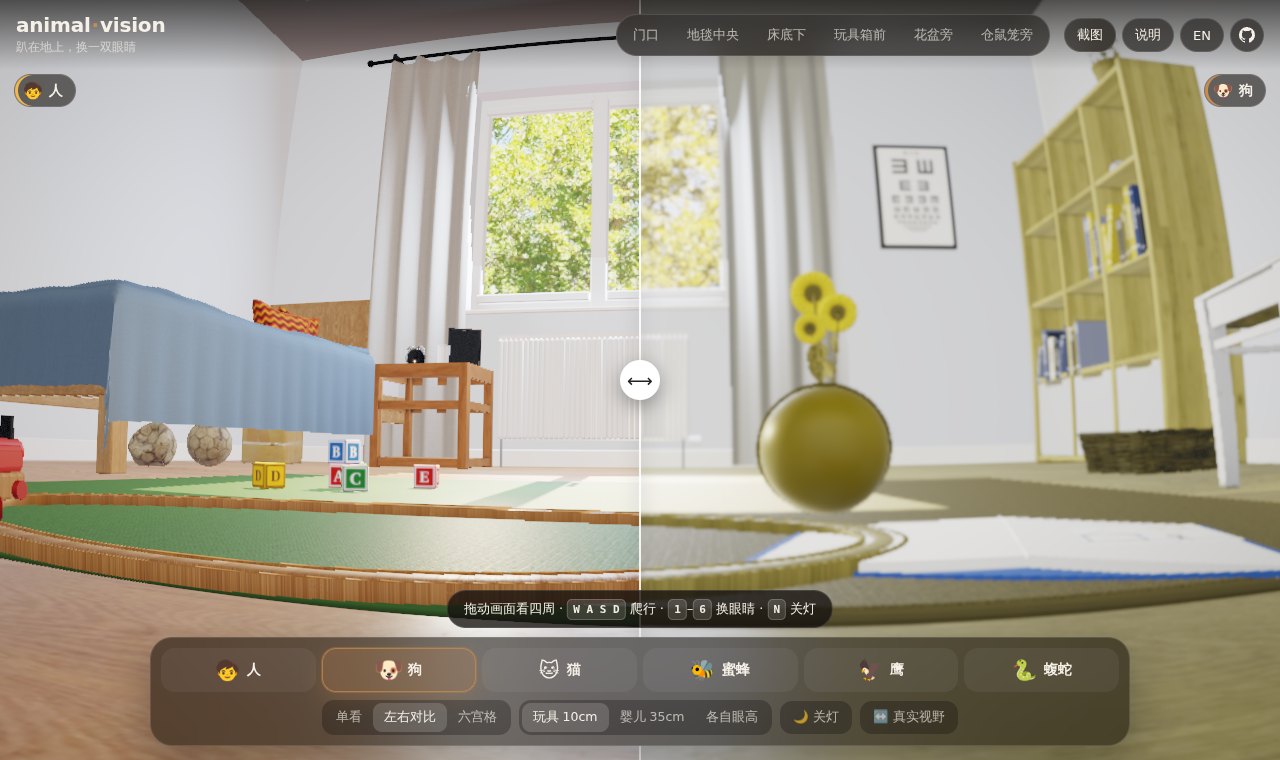 animal·vision
趴在地上，换一双眼睛
门口 地毯中央 床底下 玩具箱前 花盆旁 仓鼠笼旁
截图 说明 EN
人
狗
E W
E 3
B B
D D A C E
拖动画面看四周 · W A S D 爬行 · 1–6 换眼睛 · N 关灯
人 狗 猫 蜜蜂 鹰 蝮蛇
单看 左右对比 六宫格 玩具 10cm 婴儿 35cm 各自眼高 关灯 真实视野